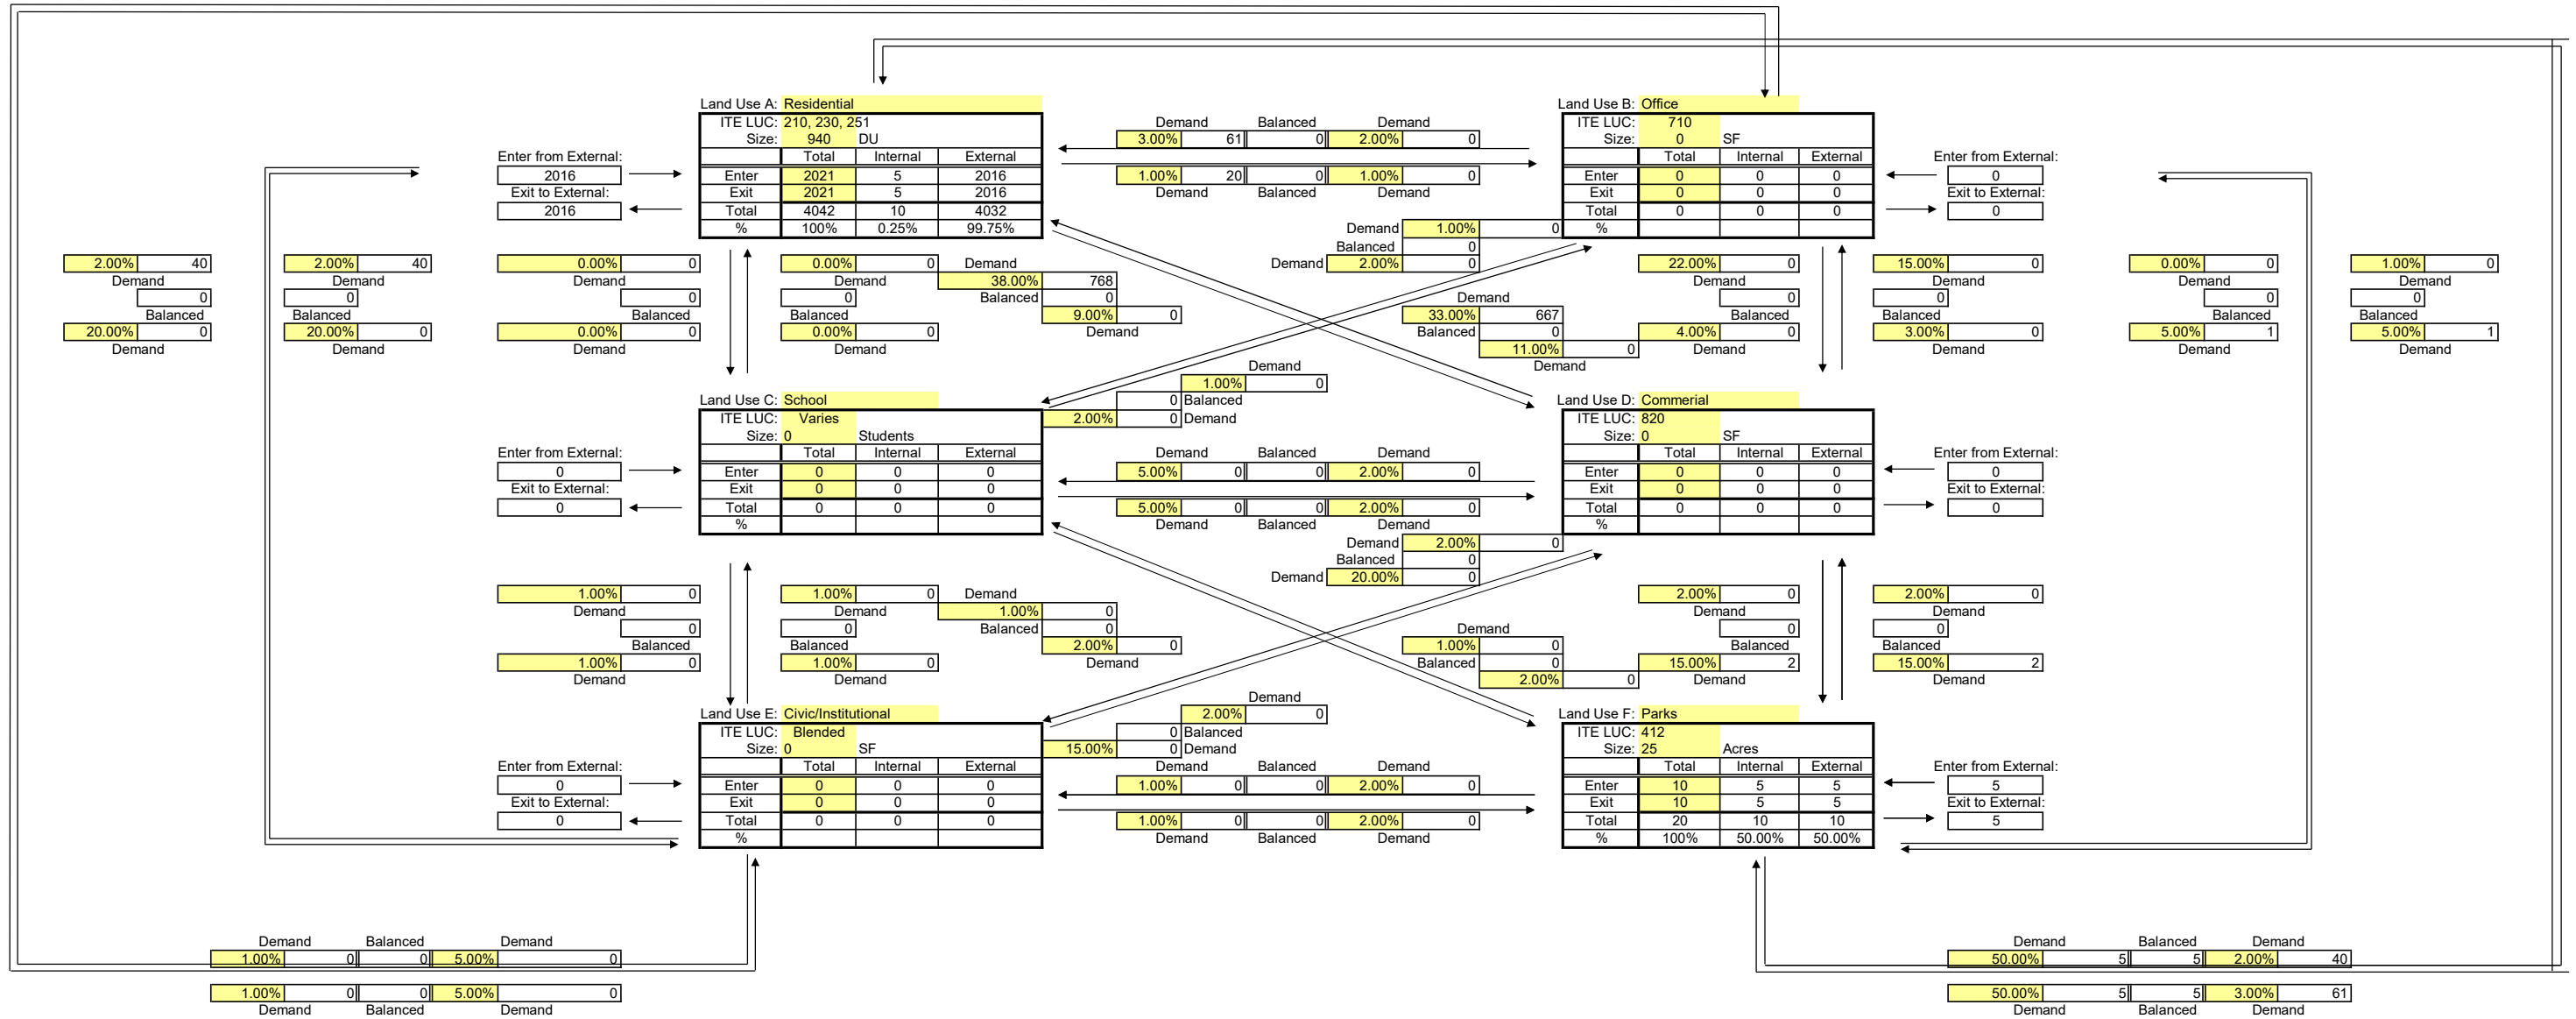 Land Use A: Residential
Land Use B: Office
ITE LUC: 210, 230, 251
Demand Balanced Demand
ITE LUC: 710
Size: 940 DU
3.00% 61 0 2.00% 0
Size: 0 SF
Enter from External:
Total Internal External
Total Internal External
Enter from External:
2016
Enter 2021 5 2016
1.00% 20 0 1.00% 0
Enter 0 0 0
0
Exit to External:
Exit 2021 5 2016
Demand Balanced Demand
Exit 0 0 0
Exit to External:
2016
Total 4042 10 4032
Total 0 0 0
0
% 100% 0.25% 99.75%
Demand 1.00% 0
%
Balanced 0
Demand 2.00% 0
2.00% 40 2.00% 40 0.00% 0 0.00% 0 Demand
22.00% 0 15.00% 0 0.00% 0 1.00% 0
Demand Demand Demand Demand 38.00% 768
Demand Demand Demand Demand
0 0 0 0 Balanced 0
Demand
0 0 0 0
Balanced Balanced Balanced Balanced 9.00% 0
33.00% 667
Balanced Balanced Balanced Balanced
20.00% 0 20.00% 0 0.00% 0 0.00% 0 Demand
Balanced 0
4.00% 0 3.00% 0 5.00% 1 5.00% 1
Demand Demand Demand Demand
11.00% 0
Demand Demand Demand Demand
Demand
Demand
1.00% 0
Land Use C: School
0 Balanced
Land Use D: Commerial
ITE LUC: Varies
2.00% 0 Demand
ITE LUC: 820
Size: 0 Students
Size: 0 SF
Enter from External:
Total Internal External
Demand Balanced Demand
Total Internal External
Enter from External:
0
Enter 0 0 0
5.00% 0 0 2.00% 0
Enter 0 0 0
0
Exit to External:
Exit 0 0 0
Exit 0 0 0
Exit to External:
0
Total 0 0 0
5.00% 0 0 2.00% 0
Total 0 0 0
0
%
Demand Balanced Demand
%
Demand 2.00% 0
Balanced 0
Demand 20.00% 0
1.00% 0 1.00% 0 Demand
2.00% 0 2.00% 0
Demand Demand 1.00% 0
Demand Demand
0 0 Balanced 0
Demand
0 0
Balanced Balanced 2.00% 0
1.00% 0
Balanced Balanced
1.00% 0 1.00% 0 Demand
Balanced 0
15.00% 2 15.00% 2
Demand Demand
2.00% 0
Demand Demand
Demand
2.00% 0
Land Use E: Civic/Institutional
0 Balanced
Land Use F: Parks
ITE LUC: Blended
15.00% 0 Demand
ITE LUC: 412
Size: 0 SF
Size: 25 Acres
Enter from External:
Total Internal External
Demand Balanced Demand
Total Internal External
Enter from External:
0
Enter 0 0 0
1.00% 0 0 2.00% 0
Enter 10 5 5
5
Exit to External:
Exit 0 0 0
Exit 10 5 5
Exit to External:
0
Total 0 0 0
1.00% 0 0 2.00% 0
Total 20 10 10
5
%
Demand Balanced Demand
% 100% 50.00% 50.00%
Demand Balanced Demand
Demand Balanced Demand
1.00% 0 0 5.00% 0
50.00% 5 5 2.00% 40
1.00% 0 0 5.00% 0
50.00% 5 5 3.00% 61
Demand Balanced Demand
Demand Balanced Demand